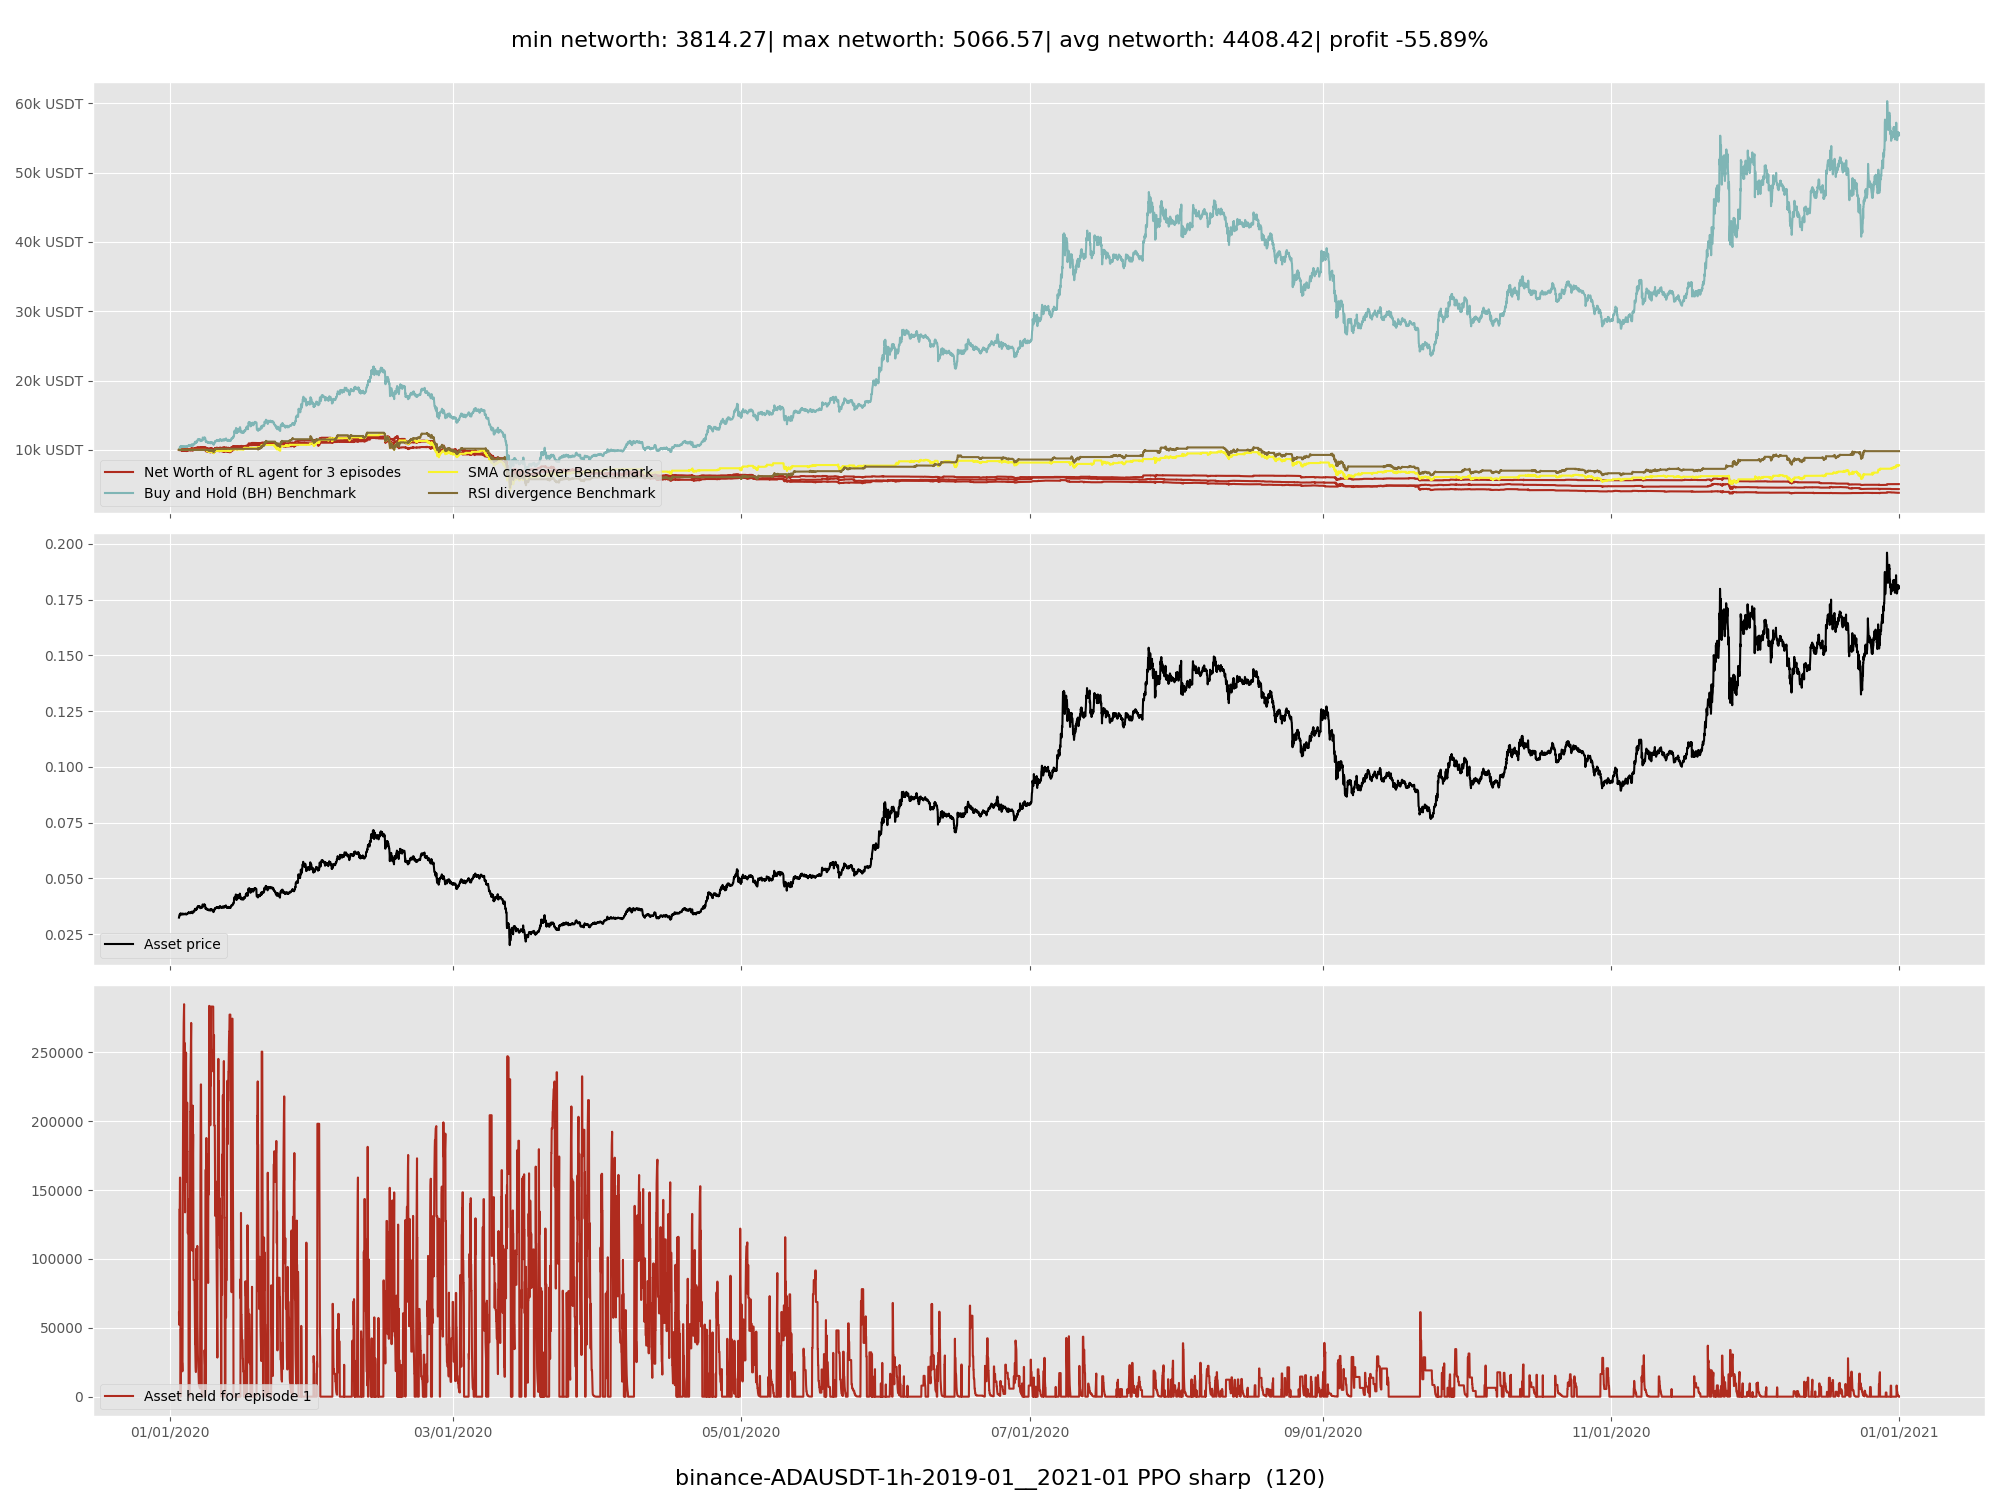 min networth: 3814.27| max networth: 5066.57| avg networth: 4408.42| profit -55.89%
60k USDT
50k USDT
40k USDT
30k USDT
20k USDT
10k USDT
Net Worth of RL agent for 3 episodes
Buy and Hold (BH) Benchmark
SMA crossover Benchmark
RSI divergence Benchmark
0.200
0.175
0.150
0.125
0.100
0.075
0.050
0.025
Asset price
250000
200000
150000
100000
50000
0
Asset held for episode 1
01/01/2020 03/01/2020 05/01/2020 07/01/2020 09/01/2020 11/01/2020 01/01/2021
binance-ADAUSDT-1h-2019-01__2021-01 PPO sharp  (120)